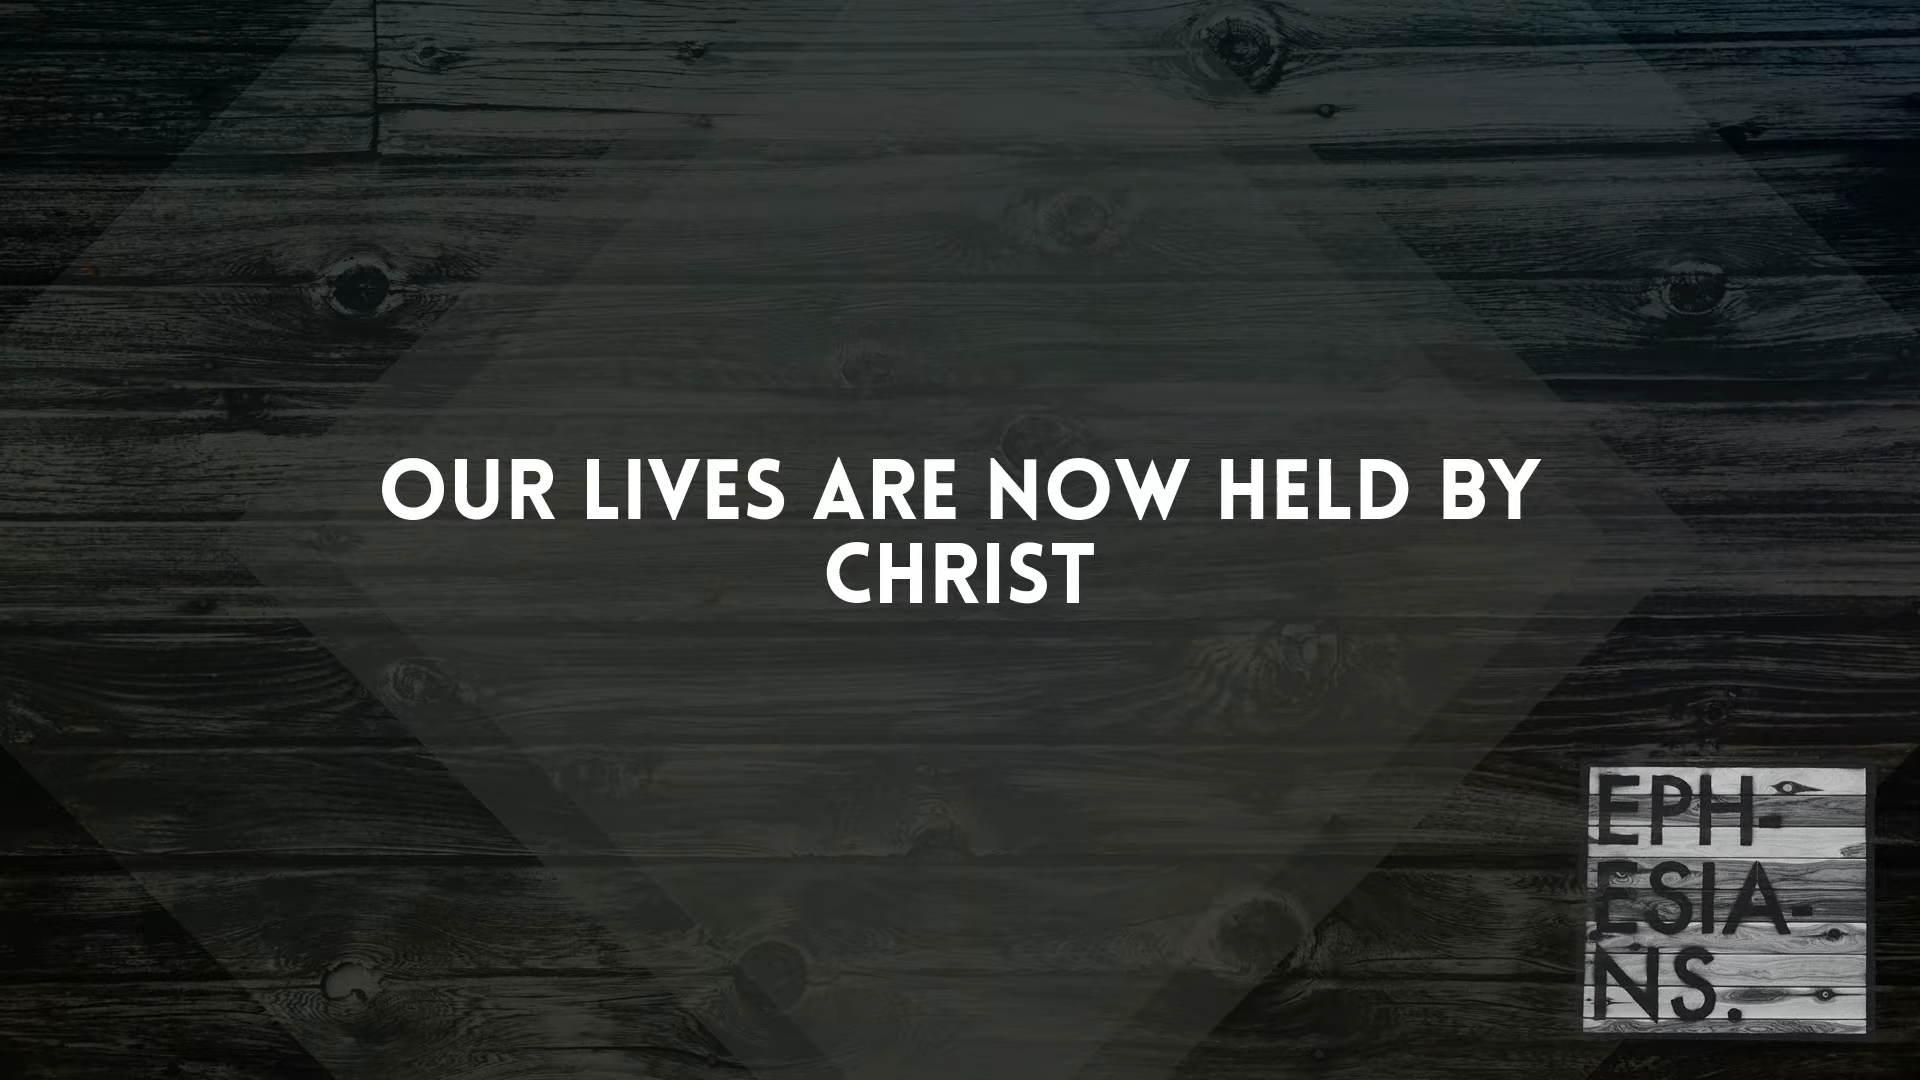 OUR LIVES ARE NOW HELD BY
CHRIST
EPH-
ESIA-
NS.